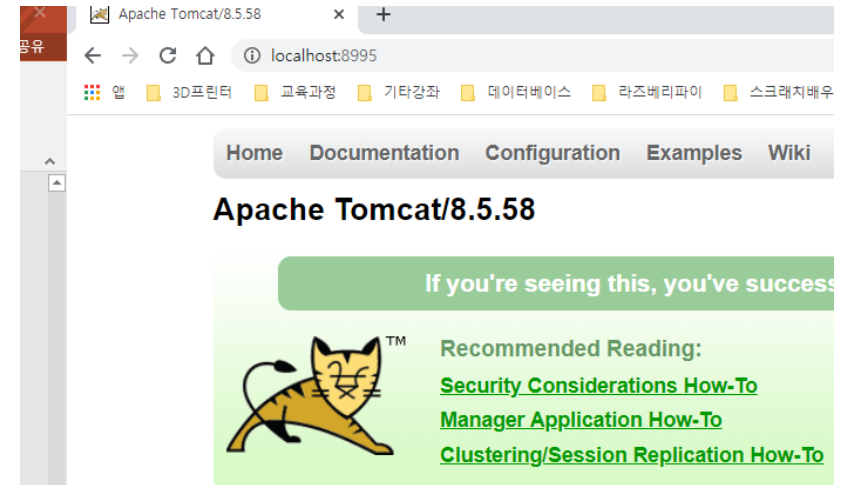 Apache Tomcat/8.5.58
공유
localhost:8995
앱 3D프린터 교육과정 기타강좌 데이터베이스 라즈베리파이 스크래치배우
Home Documentation Configuration Examples Wiki
Apache Tomcat/8.5.58
If you're seeing this, you've success
TM
Recommended Reading:
Security Considerations How-To
Manager Application How-To
Clustering/Session Replication How-To